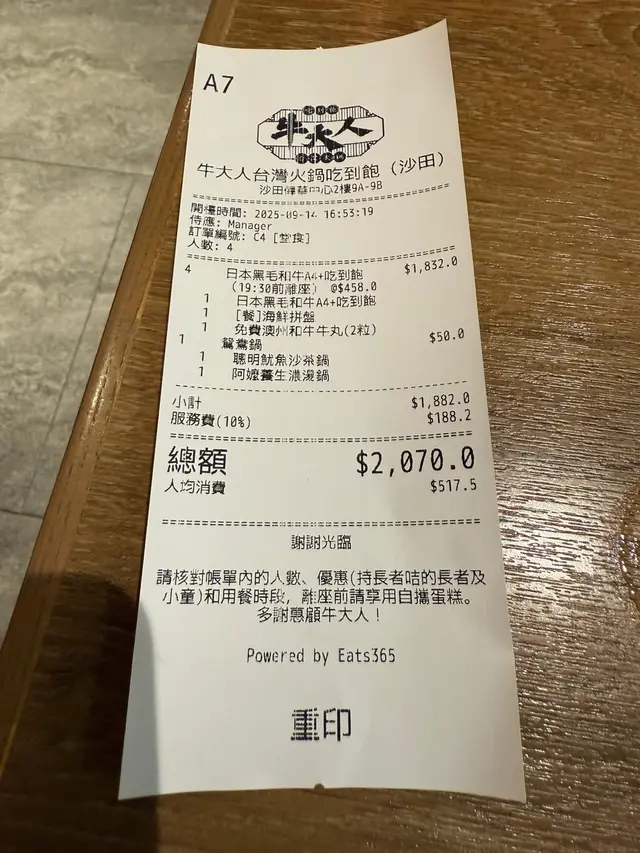 A7
牛大人
牛大人台灣火鍋吃到飽 (沙田)
沙田偉華中心2樓9A-9B
開檯時間: 2025-09-14 16:53:19
侍應: Manager
訂單編號: C4 [堂食]
人數: 4
4 日本黑毛和牛A4+吃到飽 $1,832.0
(19:30前離座) @$458.0
1 日本黑毛和牛A4+吃到飽
1 [餐]海鮮拼盤
1 免費澳州和牛牛丸(2粒)
1 鴛鴦鍋 $50.0
1 聰明魷魚沙茶鍋
1 阿嬤養生濃湯鍋
小計 $1,882.0
服務費(10%) $188.2
總額 $2,070.0
人均消費 $517.5
謝謝光臨
請核對帳單內的人數、優惠(持長者咭的長者及
小童)和用餐時段, 離座前請享用自攜蛋糕。
多謝惠顧牛大人!
Powered by Eats365
重印